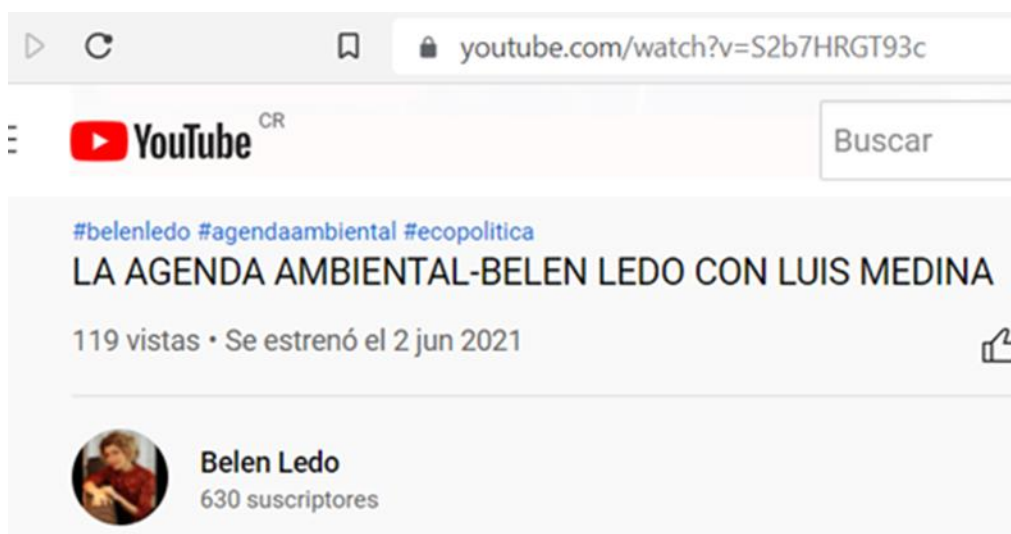 youtube.com/watch?v=S2b7HRGT93c
YouTube CR
Buscar
#belenledo #agendaambiental #ecopolitica
LA AGENDA AMBIENTAL-BELEN LEDO CON LUIS MEDINA
119 vistas • Se estrenó el 2 jun 2021
Belen Ledo
630 suscriptores